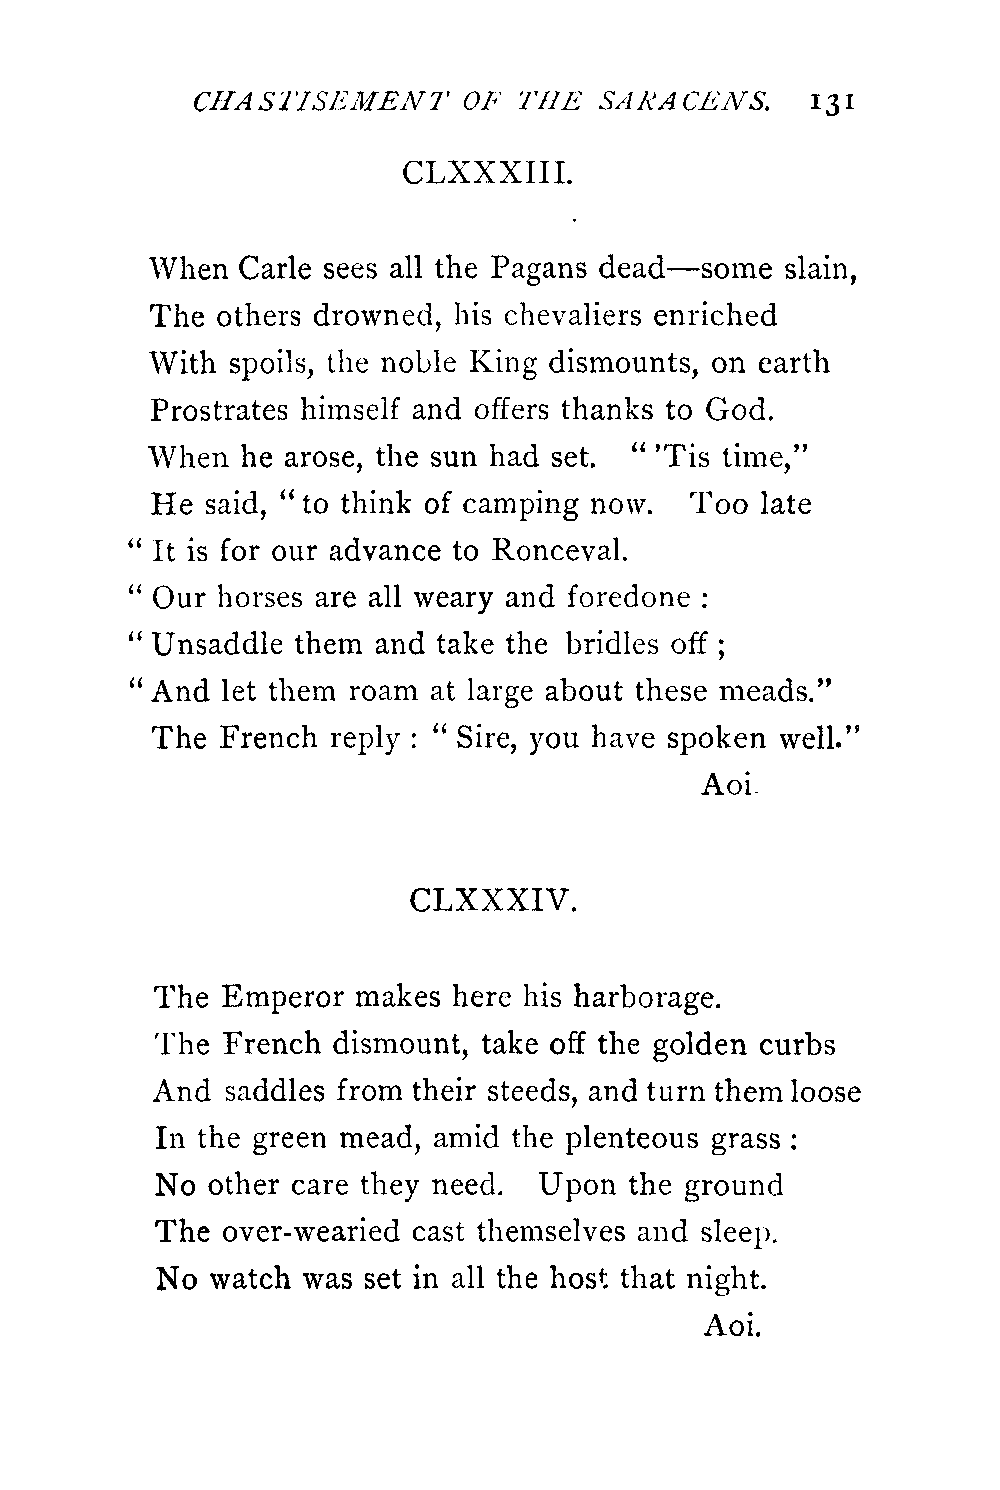 CHASTISEMENT OF THE SARACENS. 131
CLXXXIII.
When Carle sees all the Pagans dead—some slain,
The others drowned, his chevaliers enriched
With spoils, the noble King dismounts, on earth
Prostrates himself and offers thanks to God.
When he arose, the sun had set. “ ’Tis time,”
He said, “ to think of camping now. Too late
“ It is for our advance to Ronceval.
“ Our horses are all weary and foredone :
“ Unsaddle them and take the bridles off ;
“ And let them roam at large about these meads.”
The French reply : “ Sire, you have spoken well.”
Aoi.
CLXXXIV.
The Emperor makes here his harborage.
The French dismount, take off the golden curbs
And saddles from their steeds, and turn them loose
In the green mead, amid the plenteous grass :
No other care they need. Upon the ground
The over-wearied cast themselves and sleep.
No watch was set in all the host that night.
Aoi.